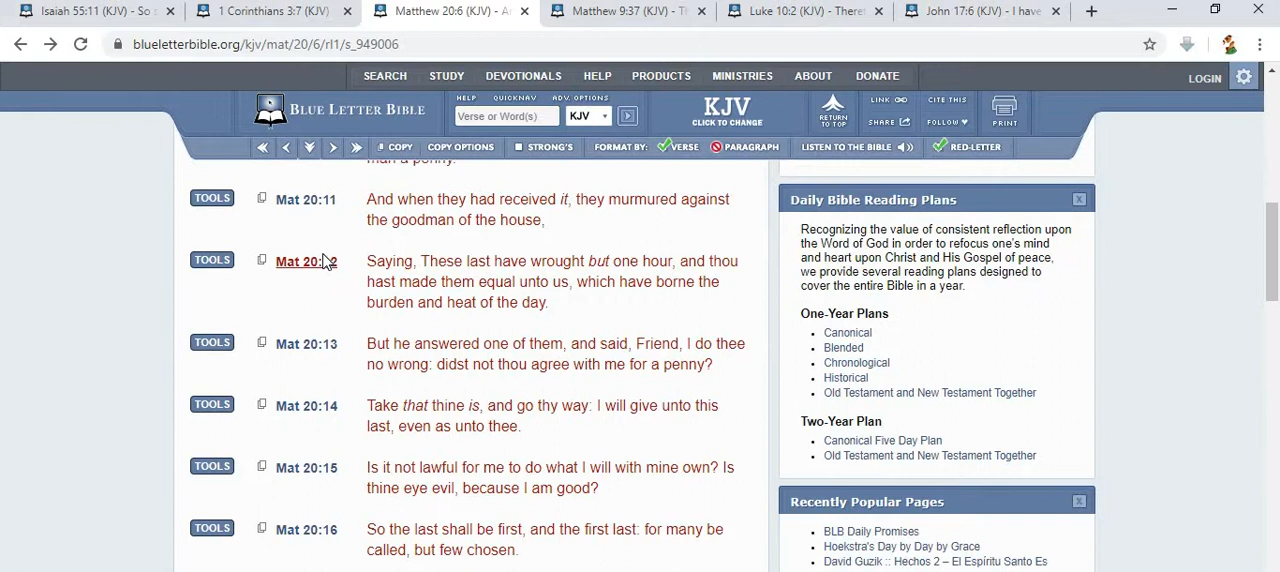 Isaiah 55:11 (KJV) - So s
1 Corinthians 3:7 (KJV)
Matthew 20:6 (KJV) - A
Matthew 9:37 (KJV) - Th
Luke 10:2 (KJV) - Theref
John 17:6 (KJV) - I have
blueletterbible.org/kjv/mat/20/6/rl1/s_949006
SEARCH STUDY DEVOTIONALS HELP PRODUCTS MINISTRIES ABOUT DONATE LOGIN
BLUE LETTER BIBLE
HELP QUICKNAV ADV. OPTIONS
Verse or Word(s) KJV
KJV
CLICK TO CHANGE
RETURN
TO TOP
LINK CITE THIS
SHARE FOLLOW PRINT
COPY COPY OPTIONS STRONG'S FORMAT BY: VERSE PARAGRAPH LISTEN TO THE BIBLE RED-LETTER
man a penny.
TOOLS Mat 20:11 And when they had received it, they murmured against
the goodman of the house,
TOOLS Mat 20:12 Saying, These last have wrought but one hour, and thou
hast made them equal unto us, which have borne the
burden and heat of the day.
TOOLS Mat 20:13 But he answered one of them, and said, Friend, I do thee
no wrong: didst not thou agree with me for a penny?
TOOLS Mat 20:14 Take that thine is, and go thy way: I will give unto this
last, even as unto thee.
TOOLS Mat 20:15 Is it not lawful for me to do what I will with mine own? Is
thine eye evil, because I am good?
TOOLS Mat 20:16 So the last shall be first, and the first last: for many be
called, but few chosen.
Daily Bible Reading Plans
Recognizing the value of consistent reflection upon
the Word of God in order to refocus one's mind
and heart upon Christ and His Gospel of peace,
we provide several reading plans designed to
cover the entire Bible in a year.
One-Year Plans
Canonical
Blended
Chronological
Historical
Old Testament and New Testament Together
Two-Year Plan
Canonical Five Day Plan
Old Testament and New Testament Together
Recently Popular Pages
BLB Daily Promises
Hoekstra's Day by Day by Grace
David Guzik :: Hechos 2 – El Espíritu Santo Es